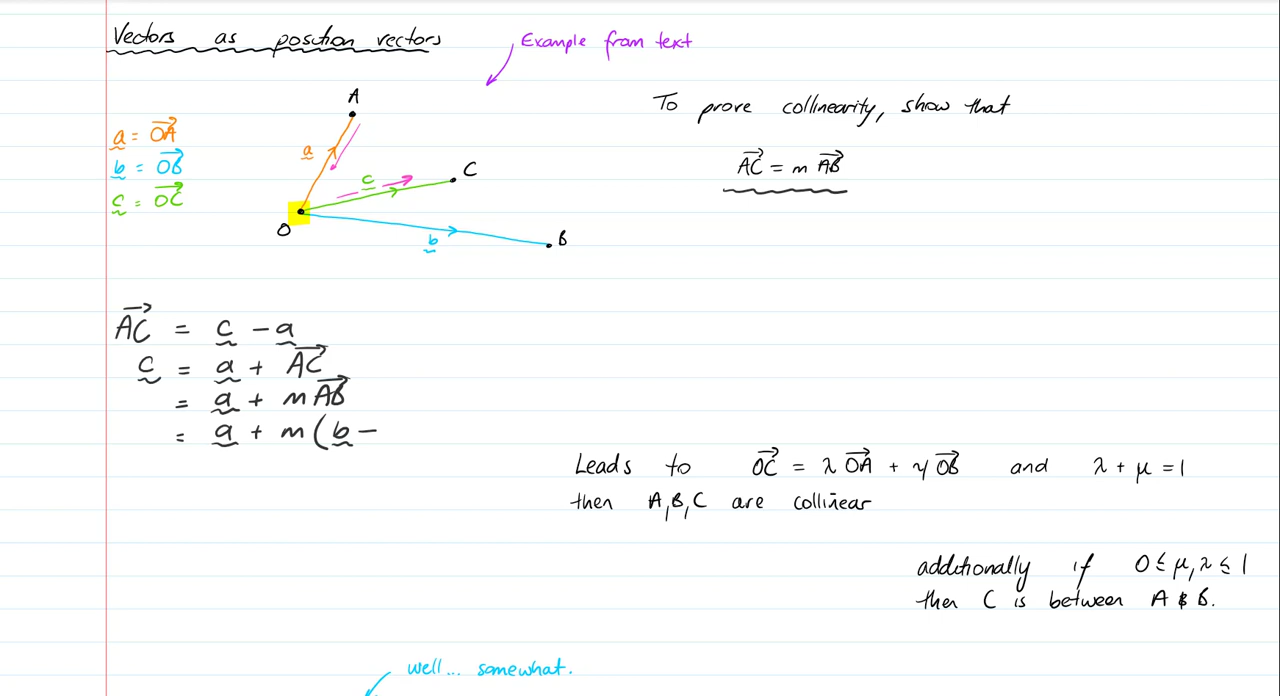 Vectors as position vectors
Example from text
a = →OA
b = →OB
c = →OC
A
a
c
C
O
b
B
To prove collinearity, show that
→AC = m →AB
→AC = c - a
c = a + →AC
= a + m→AB
= a + m(b -
Leads to →OC = λ →OA + γ →OB and λ + μ = 1
then A,B,C are collinear
additionally if 0 ≤ μ,λ ≤ 1
then C is between A & B.
well... somewhat.